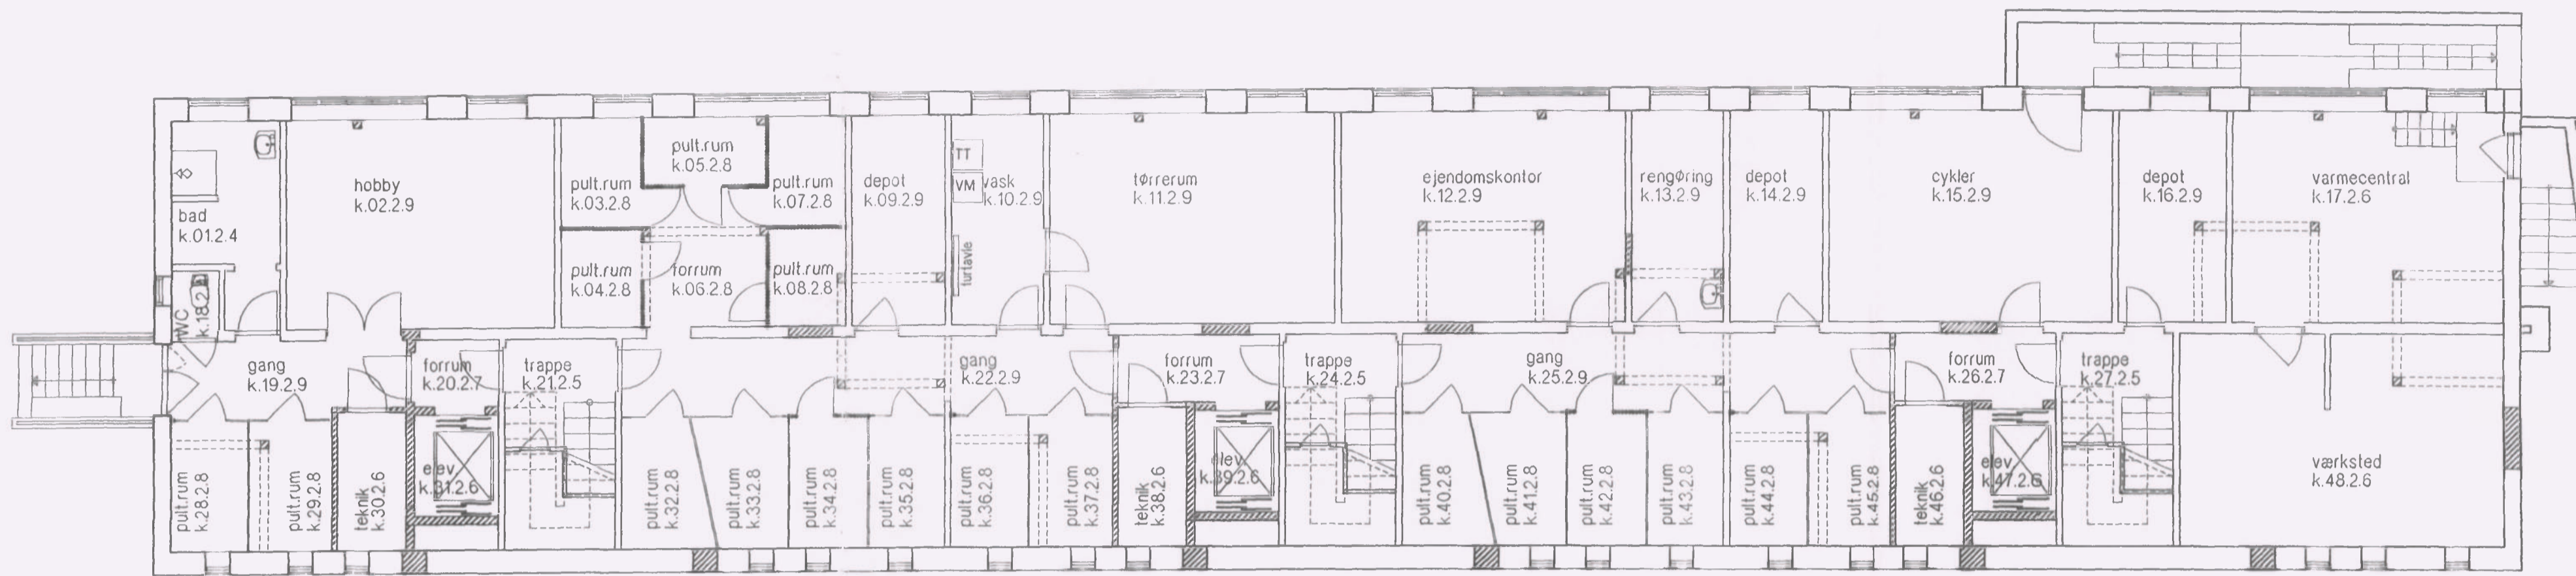 bad
k.01.2.4
hobby
k.02.2.9
pult.rum
k.03.2.8
pult.rum
k.04.2.8
pult.rum
k.05.2.8
forrum
k.06.2.8
pult.rum
k.07.2.8
pult.rum
k.08.2.8
depot
k.09.2.9
TT
VM
vask
k.10.2.9
turtavle
tørrerum
k.11.2.9
ejendomskontor
k.12.2.9
rengøring
k.13.2.9
depot
k.14.2.9
cykler
k.15.2.9
depot
k.16.2.9
varmecentral
k.17.2.6
WC
k.18.2
gang
k.19.2.9
forrum
k.20.2.7
trappe
k.21.2.5
gang
k.22.2.9
forrum
k.23.2.7
trappe
k.24.2.5
gang
k.25.2.9
forrum
k.26.2.7
trappe
k.27.2.5
pult.rum
k.28.2.8
pult.rum
k.29.2.8
teknik
k.30.2.6
elev
k.31.2.6
pult.rum
k.32.2.8
pult.rum
k.33.2.8
pult.rum
k.34.2.8
pult.rum
k.35.2.8
pult.rum
k.36.2.8
pult.rum
k.37.2.8
teknik
k.38.2.6
elev
k.39.2.6
pult.rum
k.40.2.8
pult.rum
k.41.2.8
pult.rum
k.42.2.8
pult.rum
k.43.2.8
pult.rum
k.44.2.8
pult.rum
k.45.2.8
teknik
k.46.2.6
elev
k.47.2.6
værksted
k.48.2.6